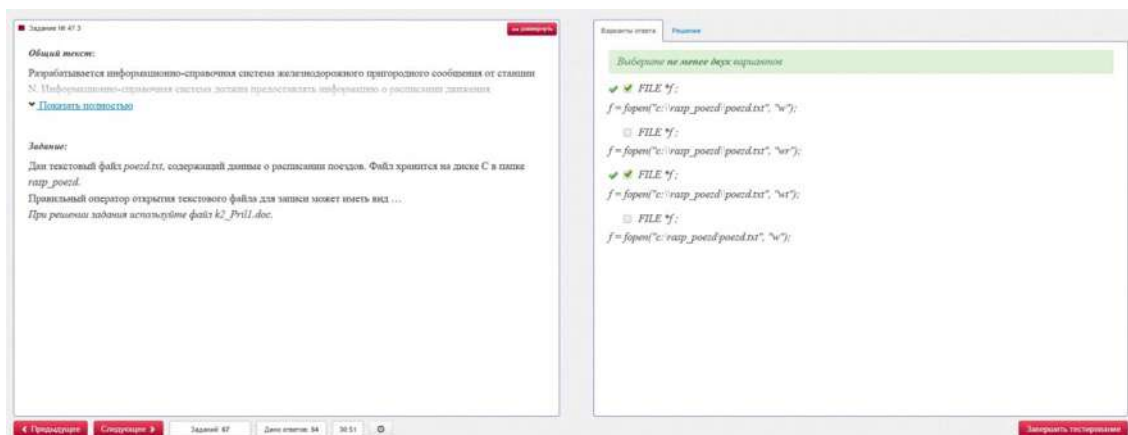 Задание № 47.3
Общий текст:
Разрабатывается информационно-справочная система железнодорожного пригородного сообщения от станции
N. Информационно-справочная система должна предоставлять информацию о расписании движения
Показать полностью
Задание:
Дан текстовый файл poezd.txt, содержащий данные о расписании поездов. Файл хранится на диске C в папке
rasp_poezd.
Правильный оператор открытия текстового файла для записи может иметь вид …
При решении задания используйте файл k2_Pril1.doc.
Варианты ответа Решение
Выберите не менее двух вариантов
FILE *f ;
f = fopen("c:\\rasp_poezd\\poezd.txt", "w");
FILE *f ;
f = fopen("c:\\rasp_poezd\\poezd.txt", "wr");
FILE *f ;
f = fopen("c:\\rasp_poezd\\poezd.txt", "wt");
FILE *f ;
f = fopen("c:\rasp_poezd\poezd.txt", "w");
Предыдущее Следующее Заданий: 67 Дано ответов: 54 30:51
Завершить тестирование